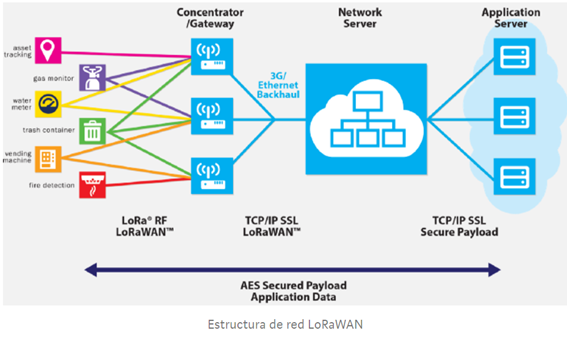 Concentrator
/Gateway
Network
Server
Application
Server
asset
tracking
gas monitor
water
meter
trash container
vending
machine
fire detection
3G/
Ethernet
Backhaul
LoRa® RF
LoRaWAN™
TCP/IP SSL
LoRaWAN™
TCP/IP SSL
Secure Payload
AES Secured Payload
Application Data
Estructura de red LoRaWAN